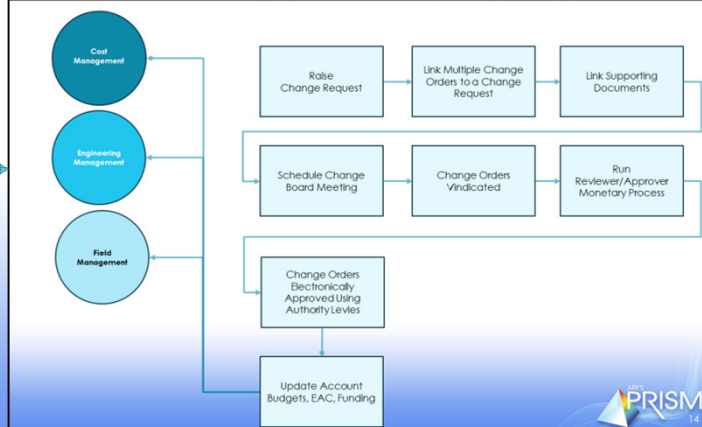 Cost
Management
Engineering
Management
Field
Management
Raise
Change Request
Link Multiple Change
Orders to a Change
Request
Link Supporting
Documents
Schedule Change
Board Meeting
Change Orders
Vindicated
Run
Reviewer/Approver
Monetary Process
Change Orders
Electronically
Approved Using
Authority Levies
Update Account
Budgets, EAC, Funding
ARES
PRISM
14